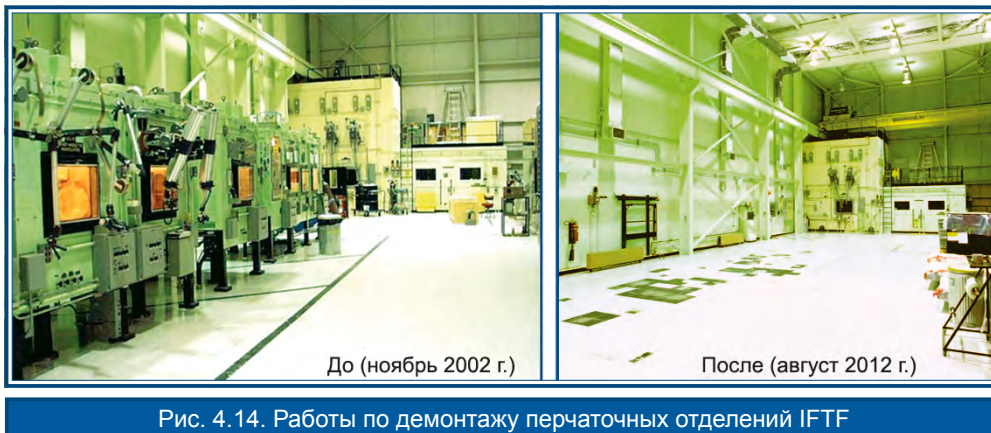 До (ноябрь 2002 г.)
После (август 2012 г.)
Рис. 4.14. Работы по демонтажу перчаточных отделений IFTF